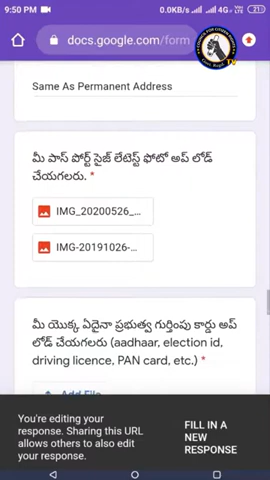 9:50 PM
0.0KB/s
4G
21
docs.google.com/form
TV
Same As Permanent Address
మీ పాస్ పోర్ట్ సైజ్ లేటెస్ట్ ఫోటో అప్ లోడ్
చేయగలరు. *
IMG_20200526_...
IMG-20191026-...
మీ యొక్క ఏదైనా ప్రభుత్వ గుర్తింపు కార్డు అప్
లోడ్ చేయగలరు (aadhaar, election id,
driving licence, PAN card, etc.) *
Add File
You're editing your
response. Sharing this URL
allows others to also edit
your response.
FILL IN A
NEW
RESPONSE